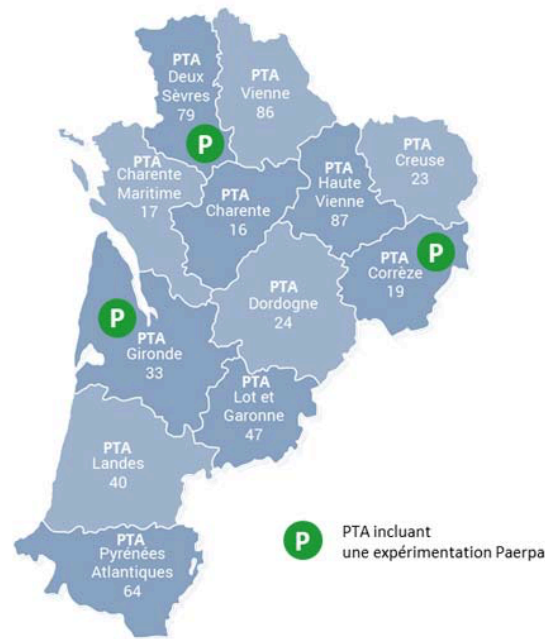 PTA
Deux
Sèvres
79
P
PTA
Vienne
86
PTA
Charente
Maritime
17
PTA
Charente
16
PTA
Haute
Vienne
87
PTA
Creuse
23
P
PTA
Corrèze
19
P
PTA
Gironde
33
PTA
Dordogne
24
PTA
Lot et
Garonne
47
PTA
Landes
40
PTA
Pyrénées
Atlantiques
64
P
PTA incluant
une expérimentation Paerpa